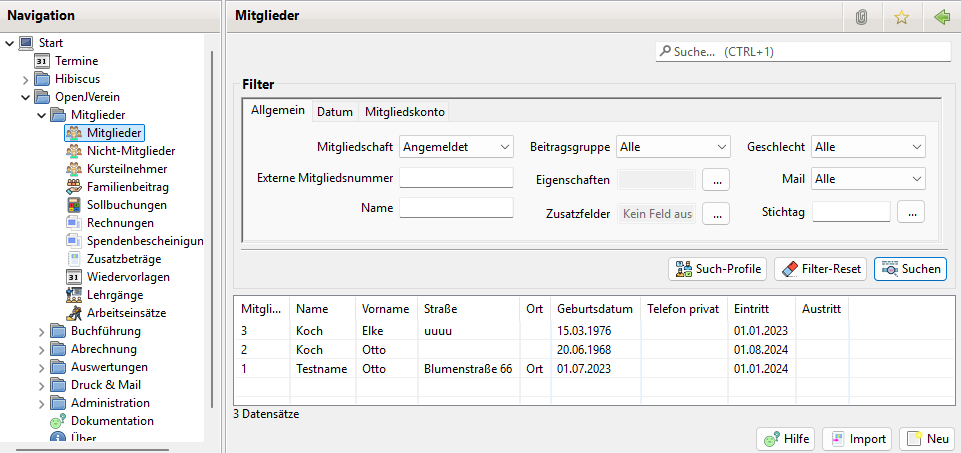 Navigation
Start
31 Termine
Hibiscus
OpenJVerein
Mitglieder
Mitglieder
Nicht-Mitglieder
Kursteilnehmer
Familienbeitrag
Sollbuchungen
Rechnungen
Spendenbescheinigun
Zusatzbeträge
31 Wiedervorlagen
Lehrgänge
Arbeitseinsätze
Buchführung
Abrechnung
Auswertungen
Druck & Mail
Administration
Dokumentation
Über
Mitglieder
Suche... (CTRL+1)
Filter
Allgemein Datum Mitgliedskonto
Mitgliedschaft Angemeldet Beitragsgruppe Alle Geschlecht Alle
Externe Mitgliedsnummer Eigenschaften ... Mail Alle
Name Zusatzfelder Kein Feld aus ... Stichtag ...
Such-Profile Filter-Reset Suchen
Mitgli... Name Vorname Straße Ort Geburtsdatum Telefon privat Eintritt Austritt
3 Koch Elke uuuu 15.03.1976 01.01.2023
2 Koch Otto 20.06.1968 01.08.2024
1 Testname Otto Blumenstraße 66 Ort 01.07.2023 01.01.2024
3 Datensätze
Hilfe Import Neu